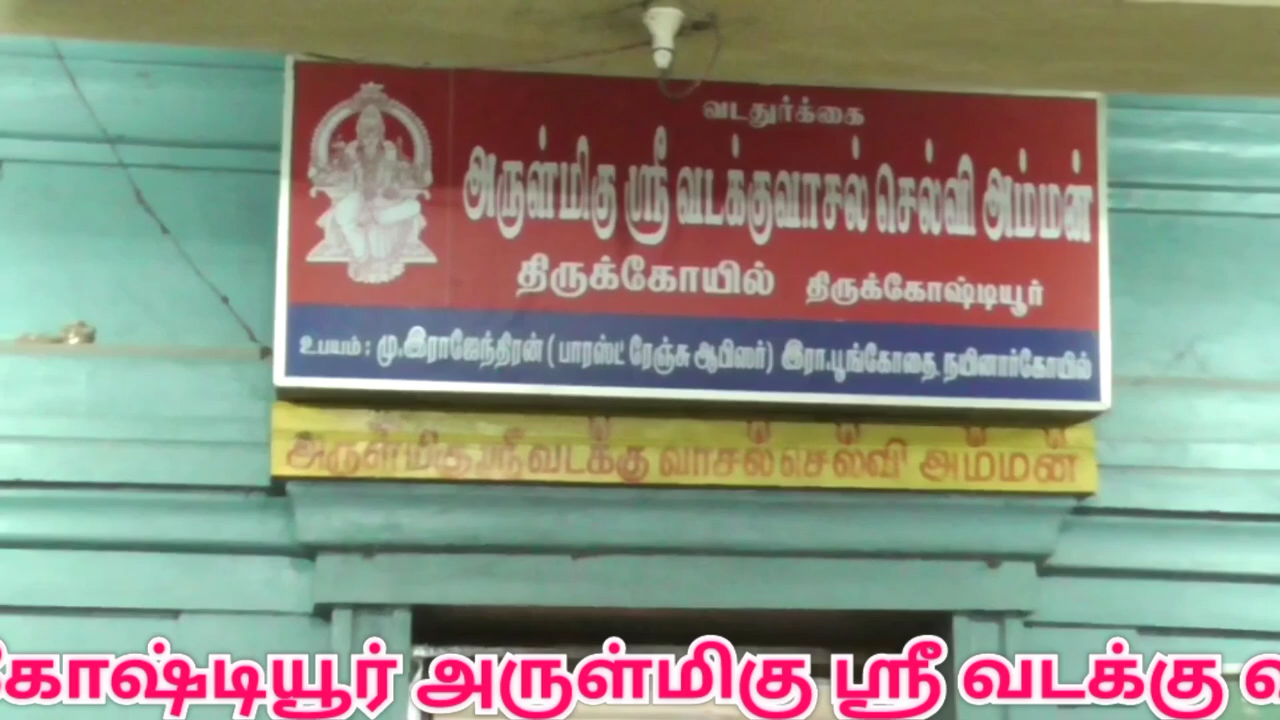 வடதுர்க்கை
அருள்மிகு ஸ்ரீ வடக்குவாசல் செல்வி அம்மன்
திருக்கோயில் திருக்கோஷ்டியூர்
உபயம் : மு.இராஜேந்திரன் ( பாரஸ்ட் ரேஞ்சு ஆபிஸர் ) இரா.பூங்கோதை, நயினார்கோயில்
அருள்மிகு ஸ்ரீ வடக்கு வாசல் செல்வி அம்மன்
கோஷ்டியூர் அருள்மிகு ஸ்ரீ வடக்கு